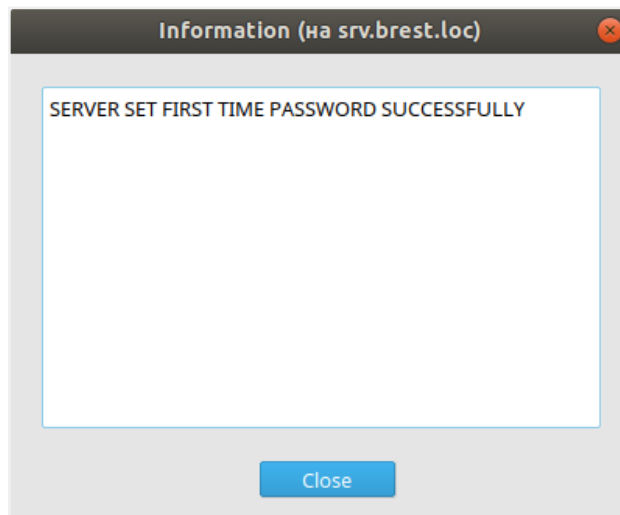 Information (на srv.brest.loc)
SERVER SET FIRST TIME PASSWORD SUCCESSFULLY
Close